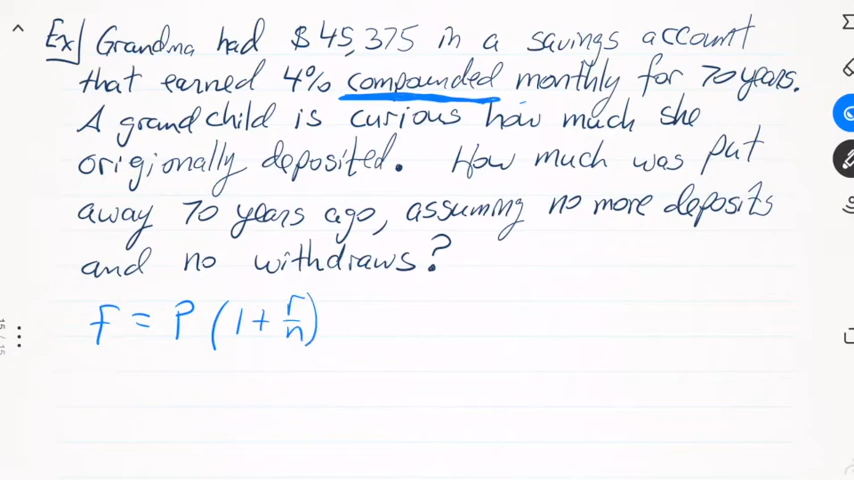 Ex] Grandma had $45,375 in a savings account
that earned 4% compounded monthly for 70 years.
A grandchild is curious how much she
origionally deposited. How much was put
away 70 years ago, assuming no more deposits
and no withdraws?
F = P (1 + r/n)
15/15